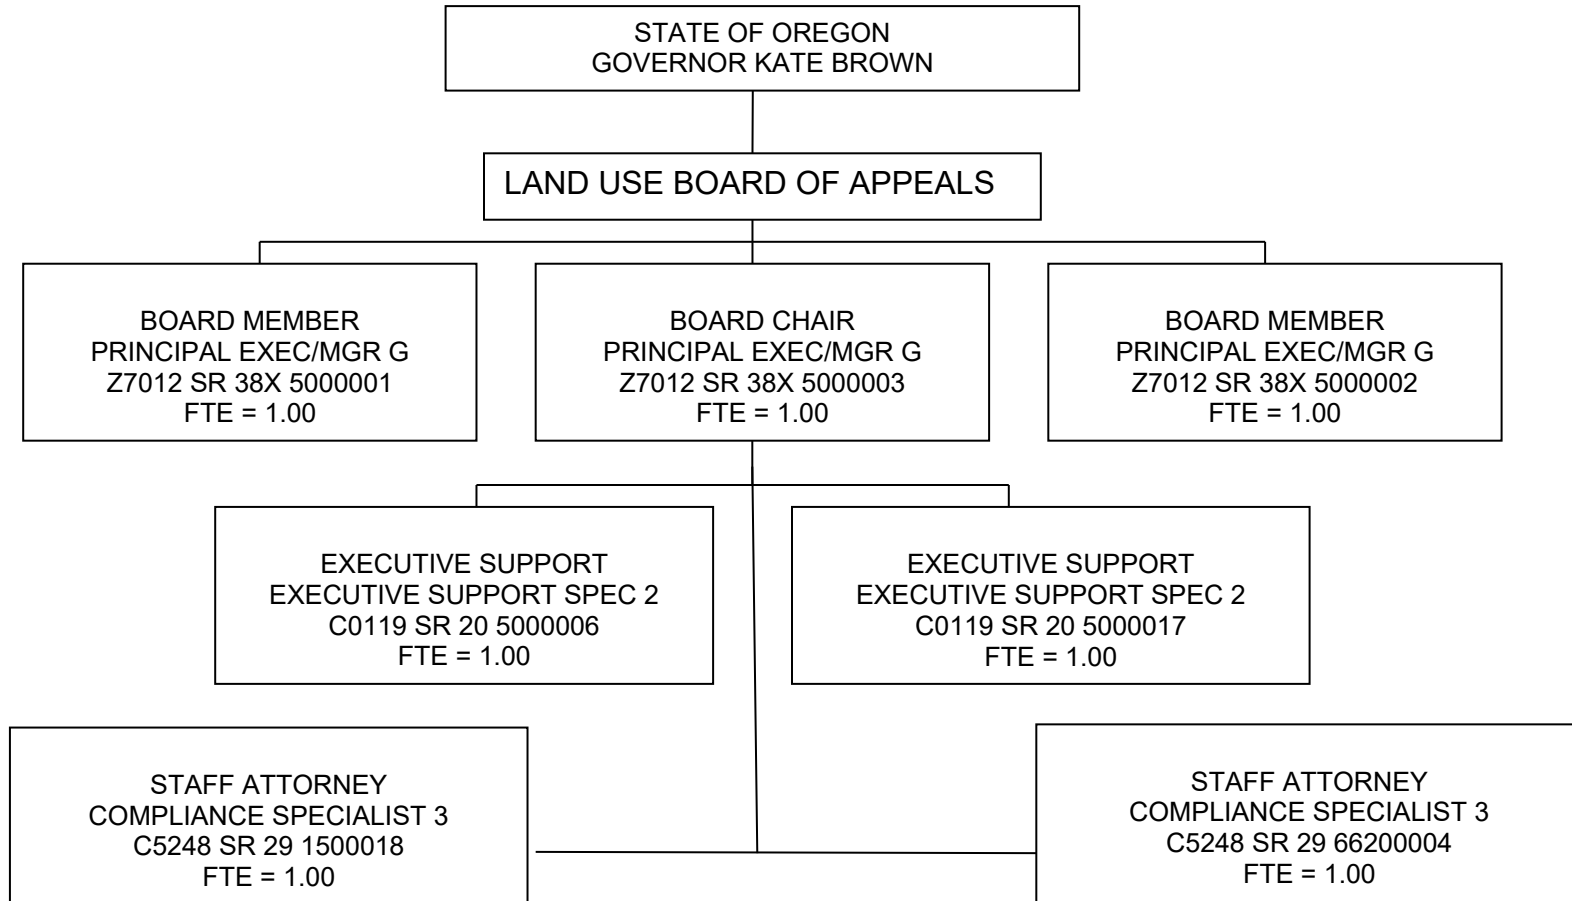 STATE OF OREGON
GOVERNOR KATE BROWN
LAND USE BOARD OF APPEALS
BOARD MEMBER
PRINCIPAL EXEC/MGR G
Z7012 SR 38X 5000001
FTE = 1.00
BOARD CHAIR
PRINCIPAL EXEC/MGR G
Z7012 SR 38X 5000003
FTE = 1.00
BOARD MEMBER
PRINCIPAL EXEC/MGR G
Z7012 SR 38X 5000002
FTE = 1.00
EXECUTIVE SUPPORT
EXECUTIVE SUPPORT SPEC 2
C0119 SR 20 5000006
FTE = 1.00
EXECUTIVE SUPPORT
EXECUTIVE SUPPORT SPEC 2
C0119 SR 20 5000017
FTE = 1.00
STAFF ATTORNEY
COMPLIANCE SPECIALIST 3
C5248 SR 29 1500018
FTE = 1.00
STAFF ATTORNEY
COMPLIANCE SPECIALIST 3
C5248 SR 29 66200004
FTE = 1.00